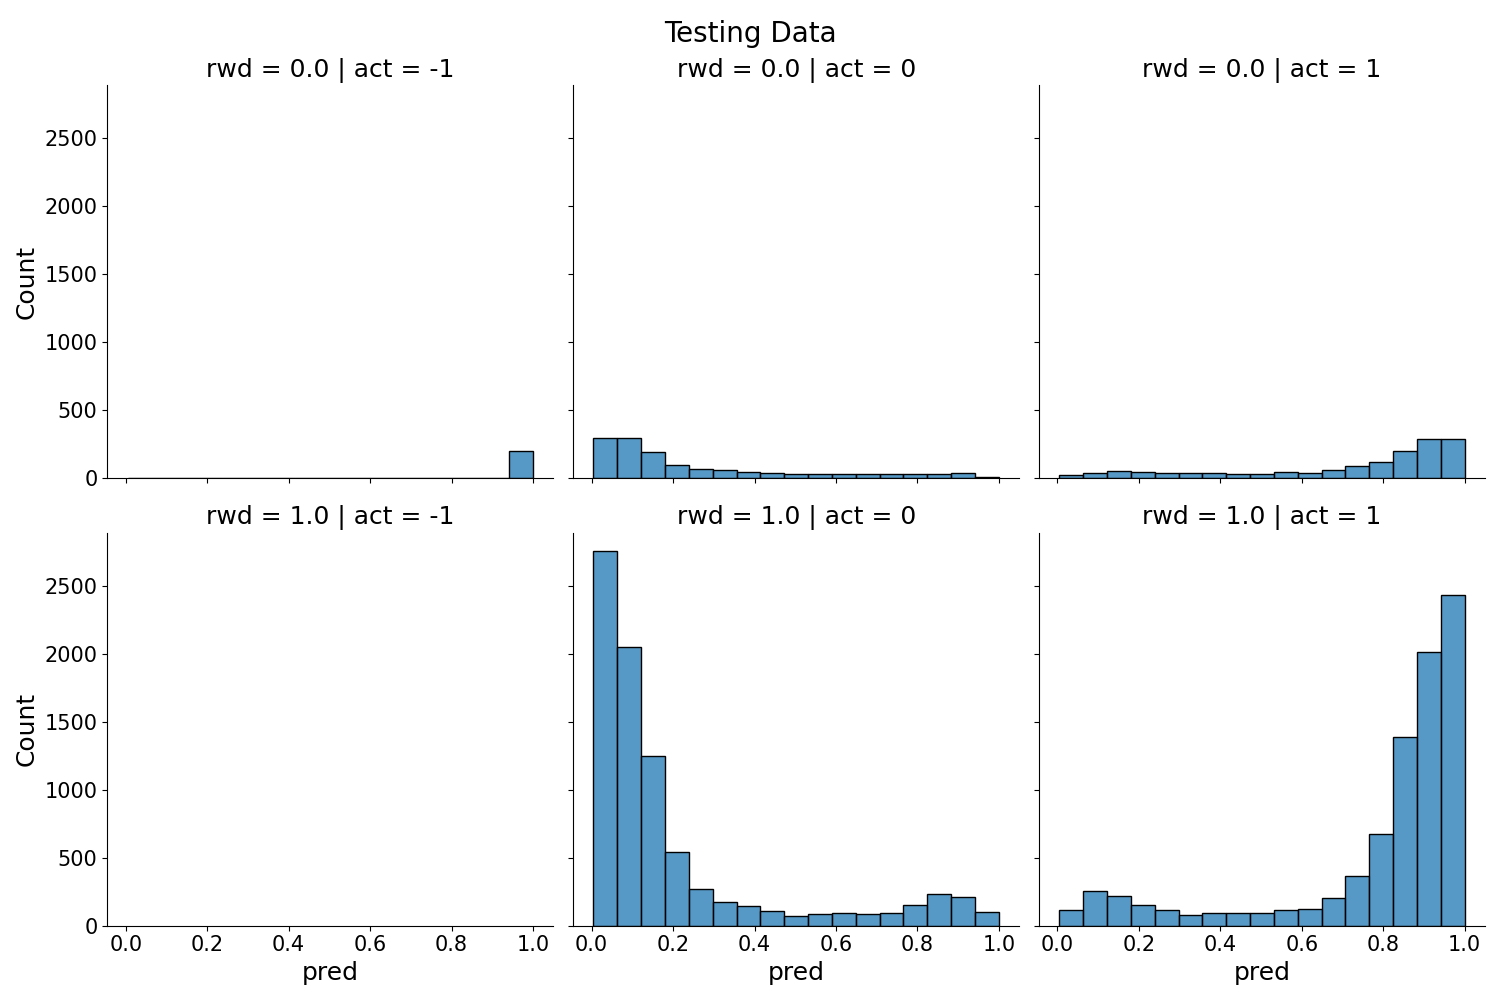 Testing Data
rwd = 0.0 | act = -1
rwd = 0.0 | act = 0
rwd = 0.0 | act = 1
Count
2500
2000
1500
1000
500
0
rwd = 1.0 | act = -1
rwd = 1.0 | act = 0
rwd = 1.0 | act = 1
Count
2500
2000
1500
1000
500
0
0.0 0.2 0.4 0.6 0.8 1.0
0.0 0.2 0.4 0.6 0.8 1.0
0.0 0.2 0.4 0.6 0.8 1.0
pred
pred
pred